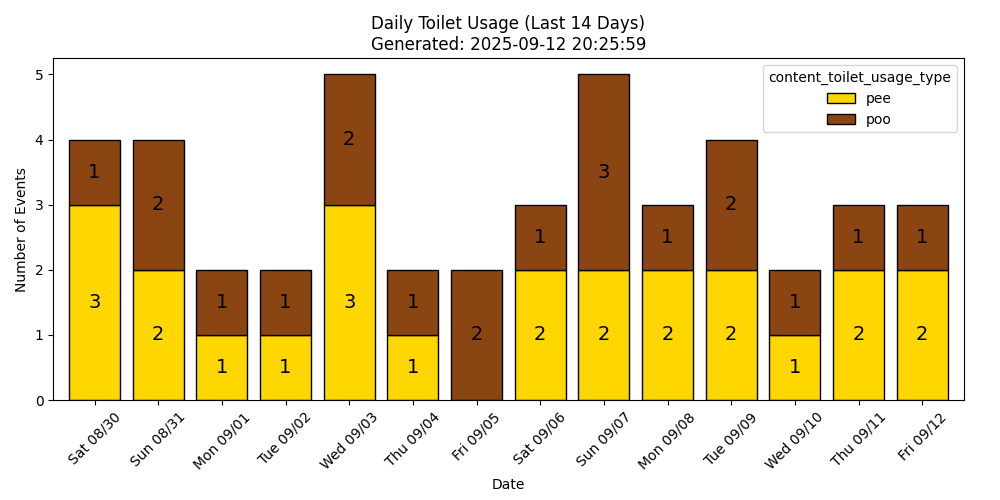 Daily Toilet Usage (Last 14 Days)
Generated: 2025-09-12 20:25:59
Number of Events
5
4
3
2
1
0
content_toilet_usage_type
pee
poo
1
3
2
2
1
1
1
1
2
3
1
1
2
1
2
3
2
1
2
2
2
1
1
1
2
1
2
Sat 08/30
Sun 08/31
Mon 09/01
Tue 09/02
Wed 09/03
Thu 09/04
Fri 09/05
Sat 09/06
Sun 09/07
Mon 09/08
Tue 09/09
Wed 09/10
Thu 09/11
Fri 09/12
Date